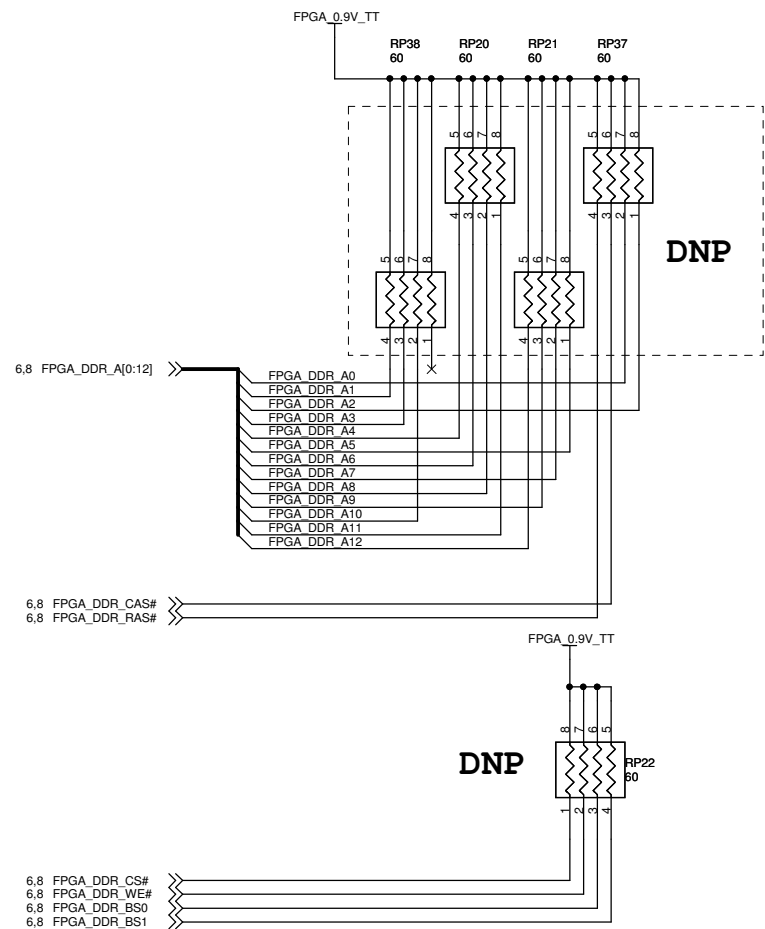 FPGA_0.9V_TT
RP38 RP20 RP21 RP37
60 60 60 60
5 6 7 8 5 6 7 8
4 3 2 1 4 3 2 1
DNP
5 6 7 8 5 6 7 8
4 3 2 1 4 3 2 1
6,8 FPGA_DDR_A[0:12]
FPGA_DDR_A0
FPGA_DDR_A1
FPGA_DDR_A2
FPGA_DDR_A3
FPGA_DDR_A4
FPGA_DDR_A5
FPGA_DDR_A6
FPGA_DDR_A7
FPGA_DDR_A8
FPGA_DDR_A9
FPGA_DDR_A10
FPGA_DDR_A11
FPGA_DDR_A12
6,8 FPGA_DDR_CAS#
6,8 FPGA_DDR_RAS#
FPGA_0.9V_TT
8 7 6 5
DNP
RP22
60
1 2 3 4
6,8 FPGA_DDR_CS#
6,8 FPGA_DDR_WE#
6,8 FPGA_DDR_BS0
6,8 FPGA_DDR_BS1